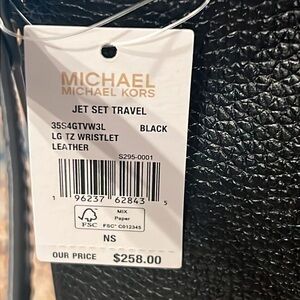 MICHAEL
MICHAEL KORS
JET SET TRAVEL
35S4GTVW3L BLACK
LG TZ WRISTLET
LEATHER
S295-0001
1 96237 62843 5
FSC
MIX
Paper
FSC® C012345
NS
OUR PRICE $258.00